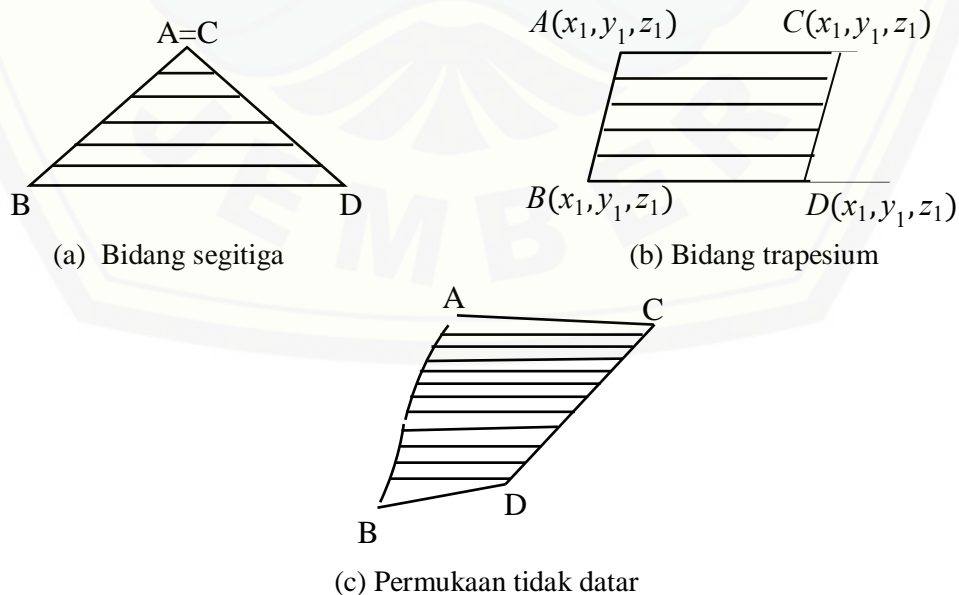 A=C
B D
(a) Bidang segitiga
A(x₁,y₁,z₁) C(x₁,y₁,z₁)
B(x₁,y₁,z₁) D(x₁,y₁,z₁)
(b) Bidang trapesium
A C
B D
(c) Permukaan tidak datar
JEMBER